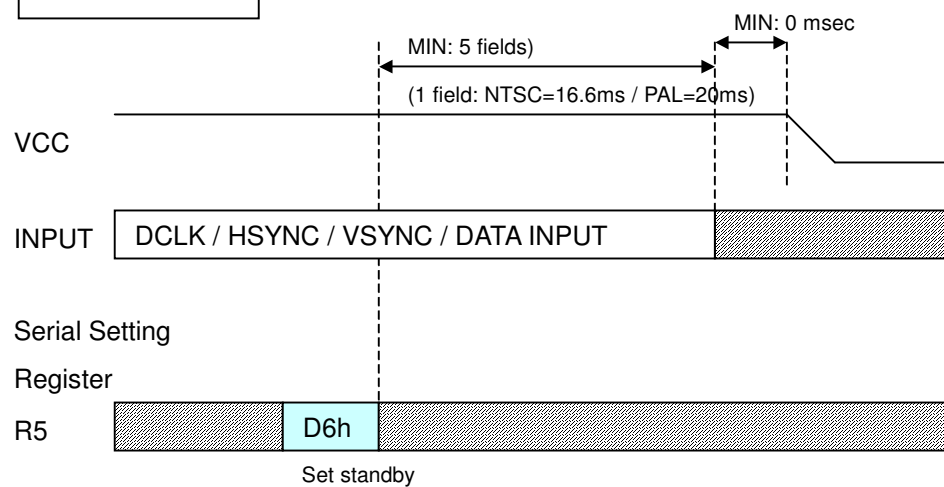 MIN: 0 msec
MIN: 5 fields)
(1 field: NTSC=16.6ms / PAL=20ms)
VCC
INPUT
DCLK / HSYNC / VSYNC / DATA INPUT
Serial Setting
Register
R5
D6h
Set standby